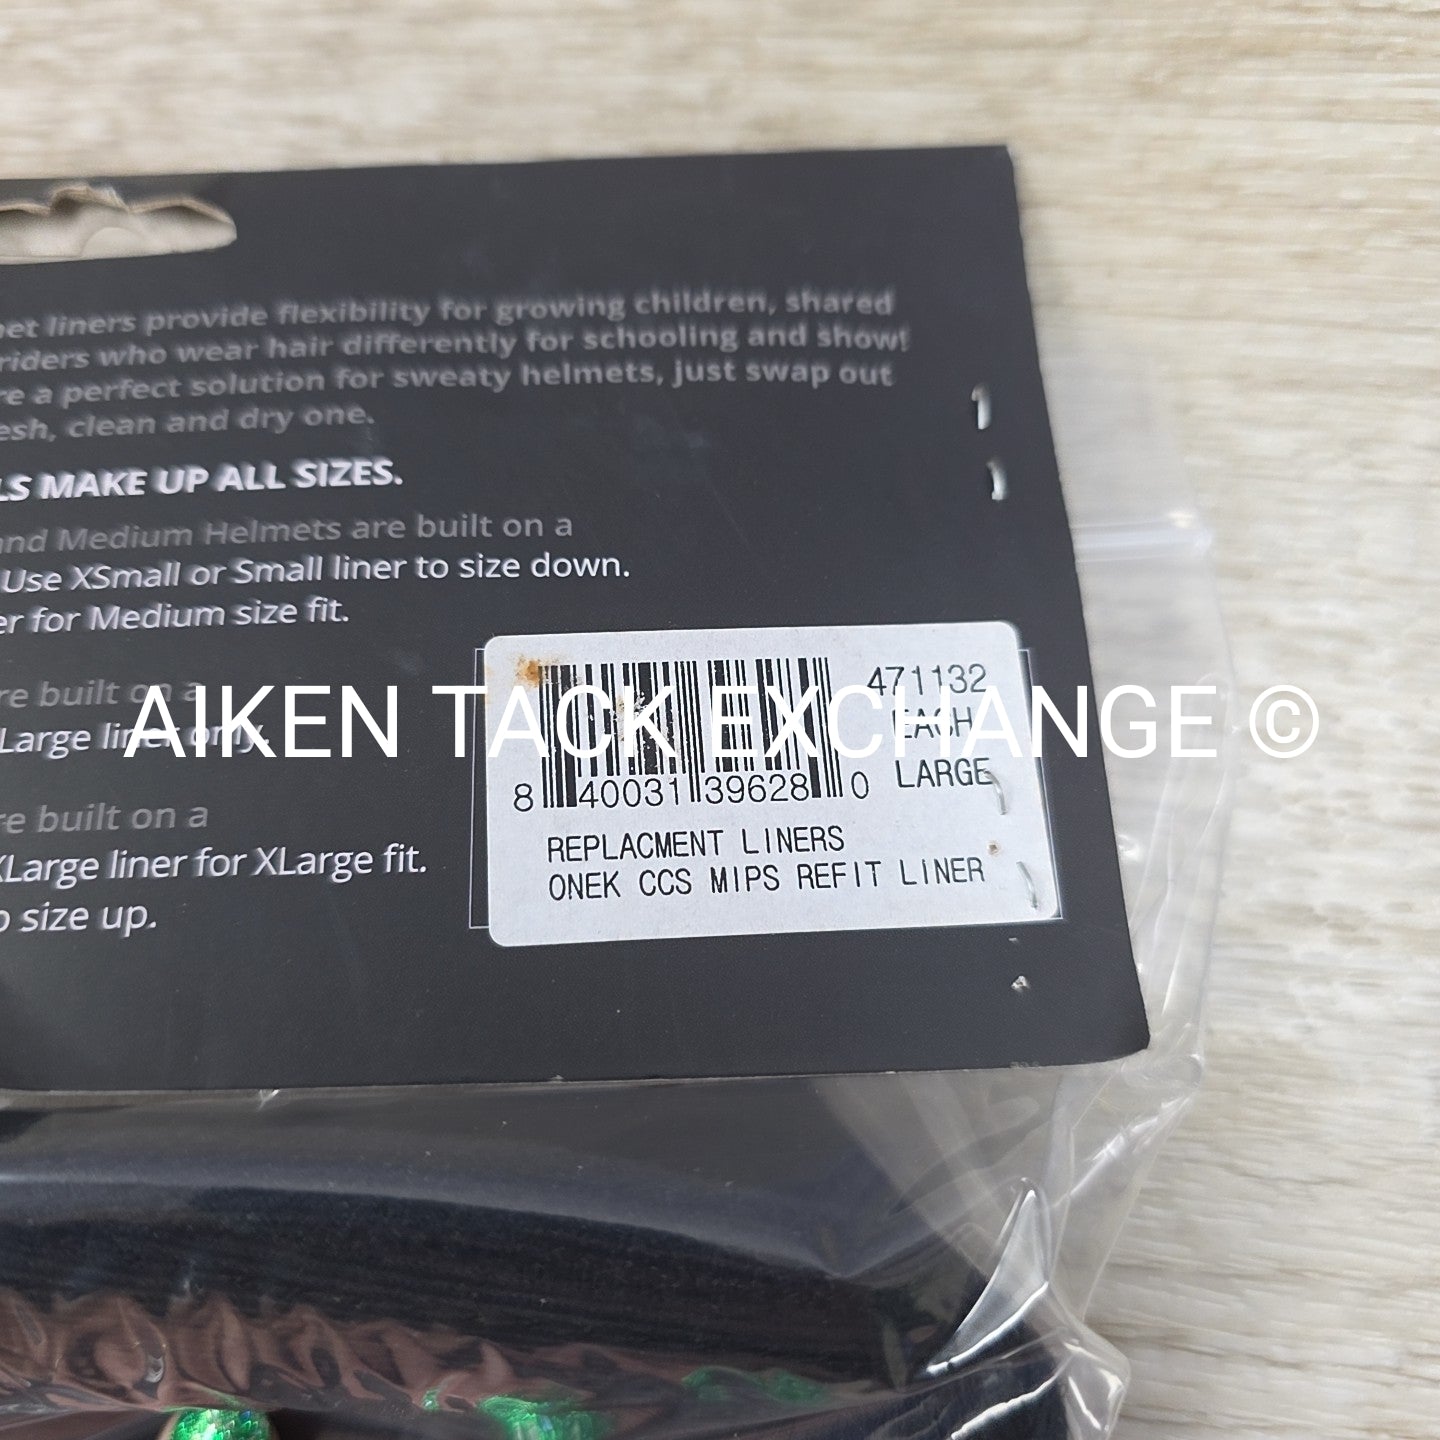 net liners provide flexibility for growing children, shared
riders who wear hair differently for schooling and show!
re a perfect solution for sweaty helmets, just swap out
esh, clean and dry one.
LS MAKE UP ALL SIZES.
and Medium Helmets are built on a
Use XSmall or Small liner to size down.
er for Medium size fit.
re built on a
Large liner only.
re built on a
XLarge liner for XLarge fit.
o size up.
AIKEN TACK EXCHANGE ©
471132
EACH
LARGE
8 40031 39628 0
REPLACMENT LINERS
ONEK CCS MIPS REFIT LINER